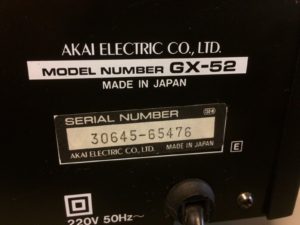 AKAI ELECTRIC CO., LTD.
MODEL NUMBER GX-52
MADE IN JAPAN
SERIAL NUMBER
30645-65476
AKAI ELECTRIC CO., LTD. MADE IN JAPAN
E
220V 50Hz~